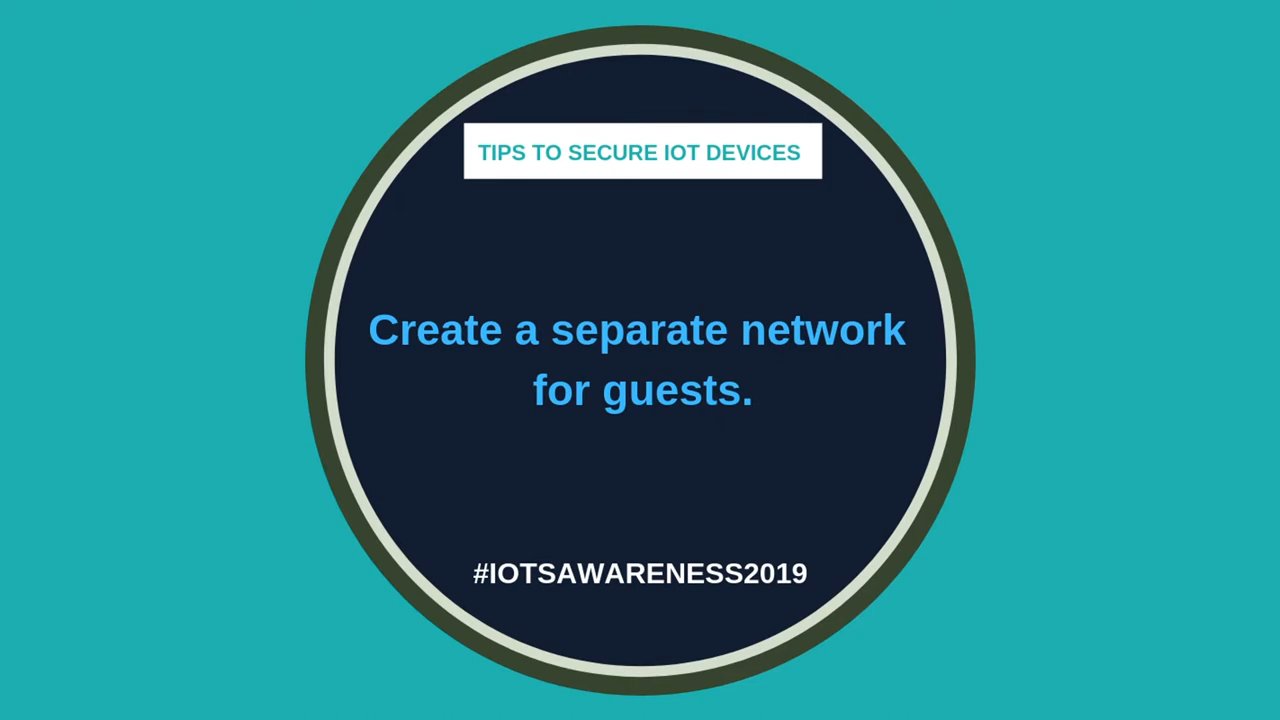 TIPS TO SECURE IOT DEVICES
Create a separate network
for guests.
#IOTSAWARENESS2019